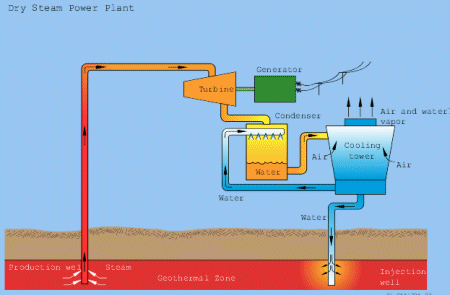 Dry Steam Power Plant
Generator
Turbine
Condenser
Air and water
vapor
Cooling
tower
Air
Air
Water
Water
Water
Production well
Steam
Geothermal Zone
Injection
well